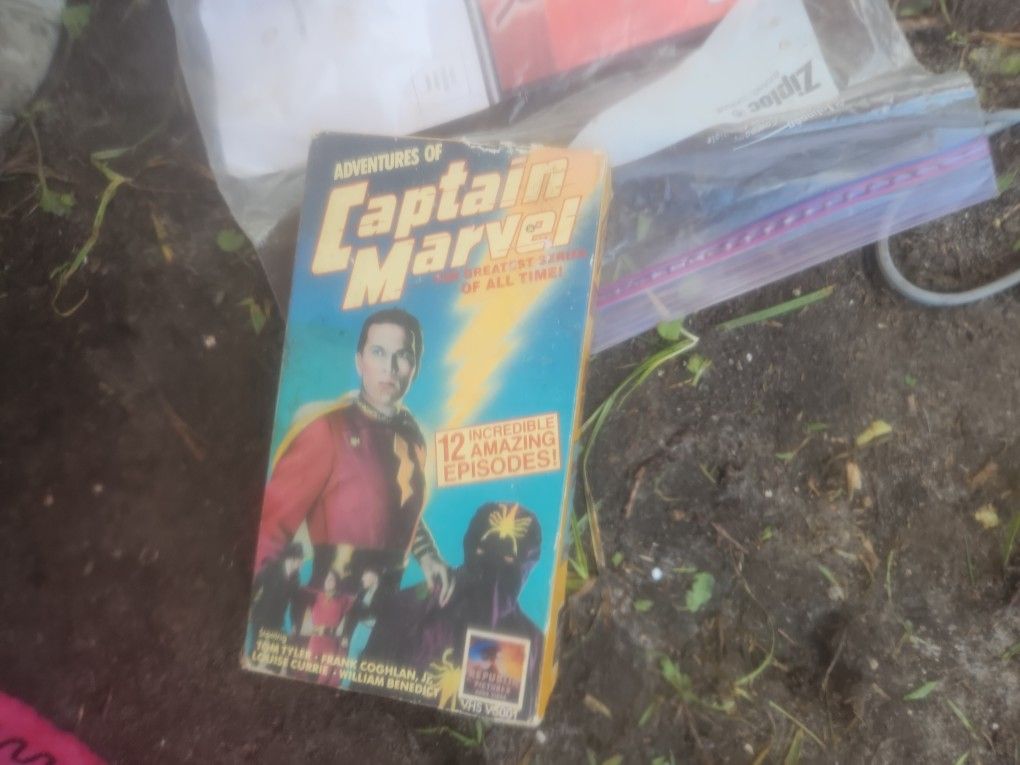 Ziploc
ADVENTURES OF
Captain
Marvel
THE GREATEST SERIAL
OF ALL TIME!
12 INCREDIBLE
AMAZING
EPISODES!
Starring
TOM TYLER · FRANK COGHLAN, JR.
LOUISE CURRIE · WILLIAM BENEDICT
REPUBLIC
PICTURES
VHS